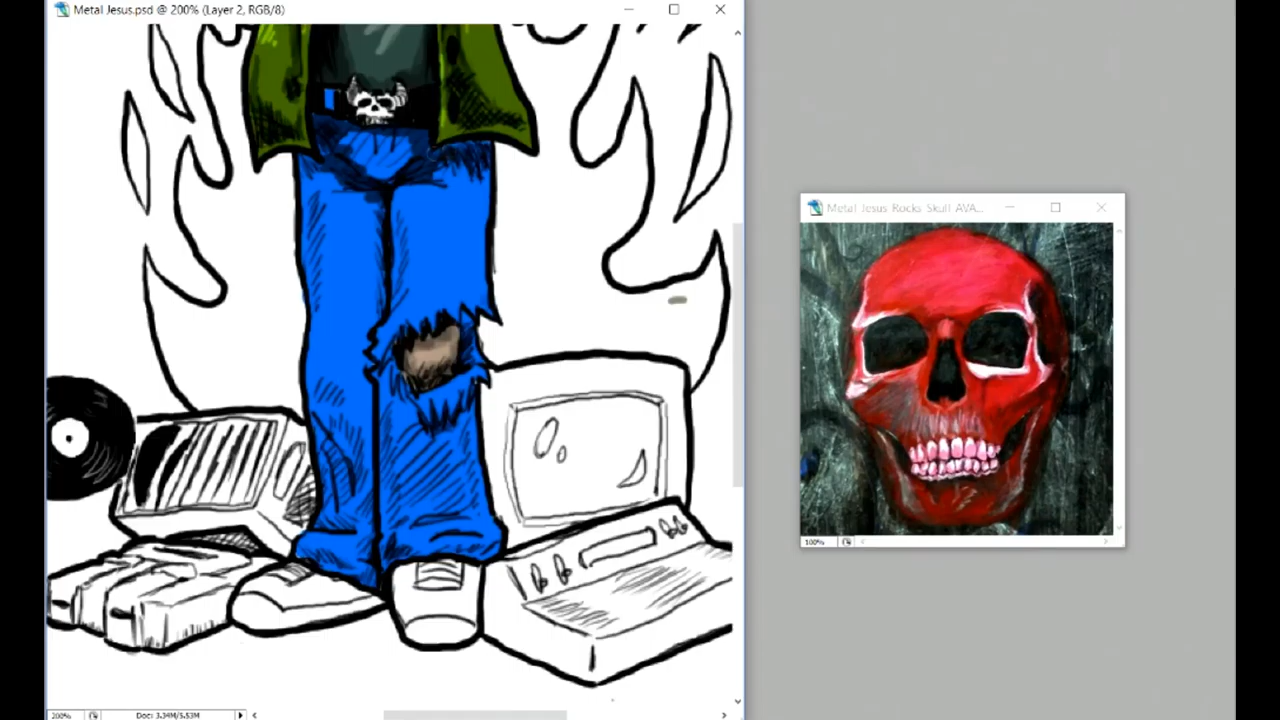 Metal Jesus.psd @ 200% (Layer 2, RGB/8)
Metal Jesus Rocks Skull AVA...
100%
200%
Doc: 3.34M/5.53M